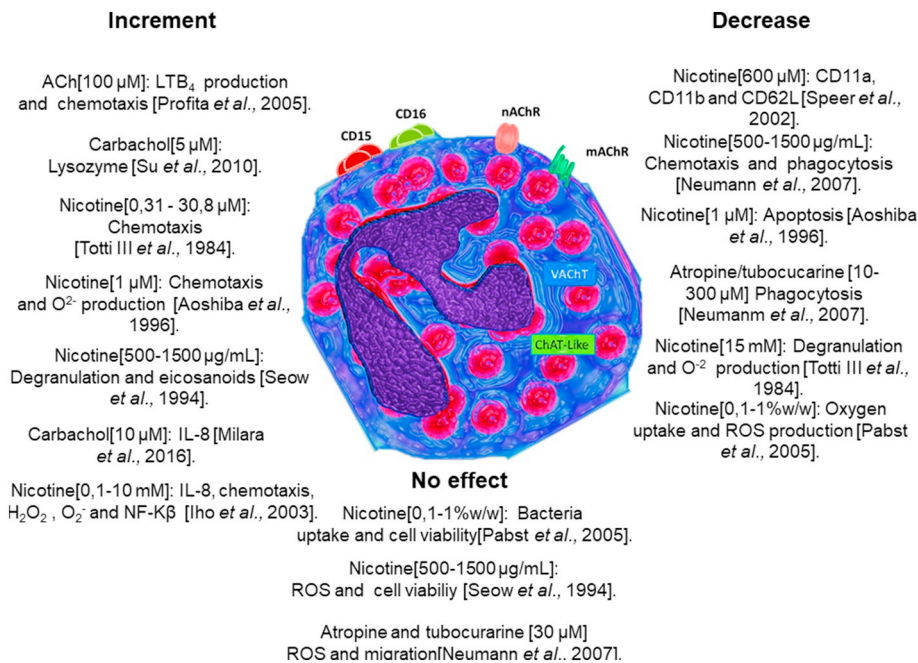 Increment
ACh[100 µM]: LTB₄ production
and chemotaxis [Profita et al., 2005].
Carbachol[5 µM]:
Lysozyme [Su et al., 2010].
Nicotine[0,31 - 30,8 µM]:
Chemotaxis
[Totti III et al., 1984].
Nicotine[1 µM]: Chemotaxis
and O²⁻ production [Aoshiba et al.,
1996].
Nicotine[500-1500 µg/mL]:
Degranulation and eicosanoids [Seow
et al., 1994].
Carbachol[10 µM]: IL-8 [Milara
et al., 2016].
Nicotine[0,1-10 mM]: IL-8, chemotaxis,
H₂O₂ , O₂⁻ and NF-Kβ [Iho et al., 2003].
CD15
CD16
nAChR
mAChR
VAChT
ChAT-Like
No effect
Nicotine[0,1-1%w/w]: Bacteria
uptake and cell viability[Pabst et al., 2005].
Nicotine[500-1500 µg/mL]:
ROS and cell viabiliy [Seow et al., 1994].
Atropine and tubocurarine [30 µM]
ROS and migration[Neumann et al., 2007].
Decrease
Nicotine[600 µM]: CD11a,
CD11b and CD62L [Speer et al.,
2002].
Nicotine[500-1500 µg/mL]:
Chemotaxis and phagocytosis
[Neumann et al., 2007].
Nicotine[1 µM]: Apoptosis [Aoshiba
et al., 1996].
Atropine/tubocucarine [10-
300 µM] Phagocytosis
[Neumanm et al., 2007].
Nicotine[15 mM]: Degranulation
and O⁻² production [Totti III et al.,
1984].
Nicotine[0,1-1%w/w]: Oxygen
uptake and ROS production [Pabst
et al., 2005].